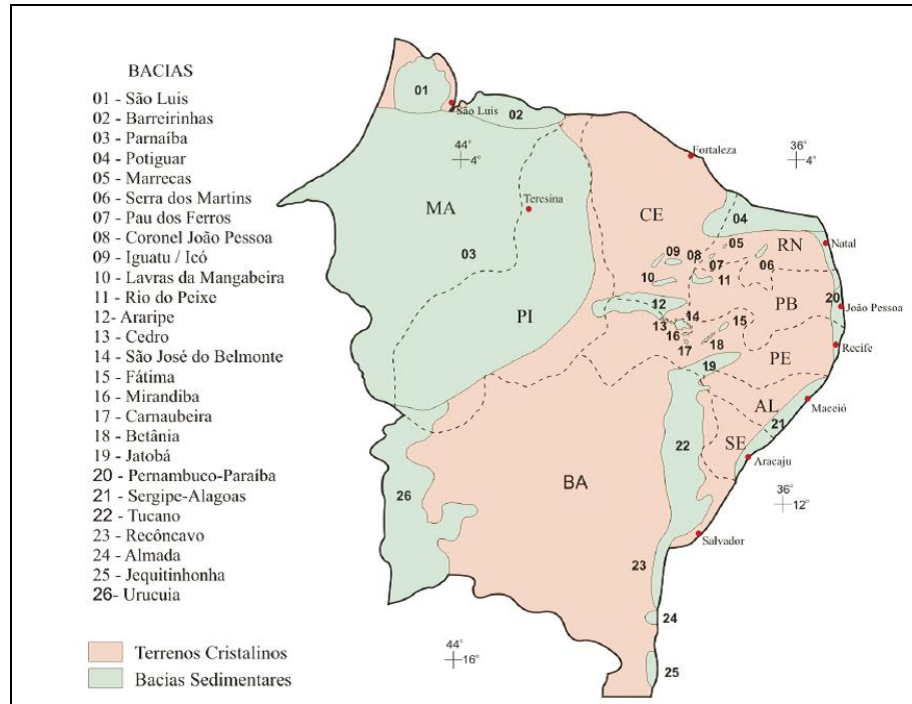 BACIAS
01 - São Luis
02 - Barreirinhas
03 - Parnaíba
04 - Potiguar
05 - Marrecas
06 - Serra dos Martins
07 - Pau dos Ferros
08 - Coronel João Pessoa
09 - Iguatu / Icó
10 - Lavras da Mangabeira
11 - Rio do Peixe
12- Araripe
13 - Cedro
14 - São José do Belmonte
15 - Fátima
16 - Mirandiba
17 - Carnaubeira
18 - Betânia
19 - Jatobá
20 - Pernambuco-Paraíba
21 - Sergipe-Alagoas
22 - Tucano
23 - Recôncavo
24 - Almada
25 - Jequitinhonha
26- Urucuia
Terrenos Cristalinos
Bacias Sedimentares
01
São Luis
02
44°
4°
Fortaleza
36°
4°
MA
Teresina
CE
04
03
05
RN
Natal
09
08
07
06
10
11
12
PB
20
João Pessoa
PI
14
13
15
16
18
17
Recife
19
PE
AL
Maceió
21
22
SE
Aracaju
26
BA
36°
12°
Salvador
23
24
44°
16°
25